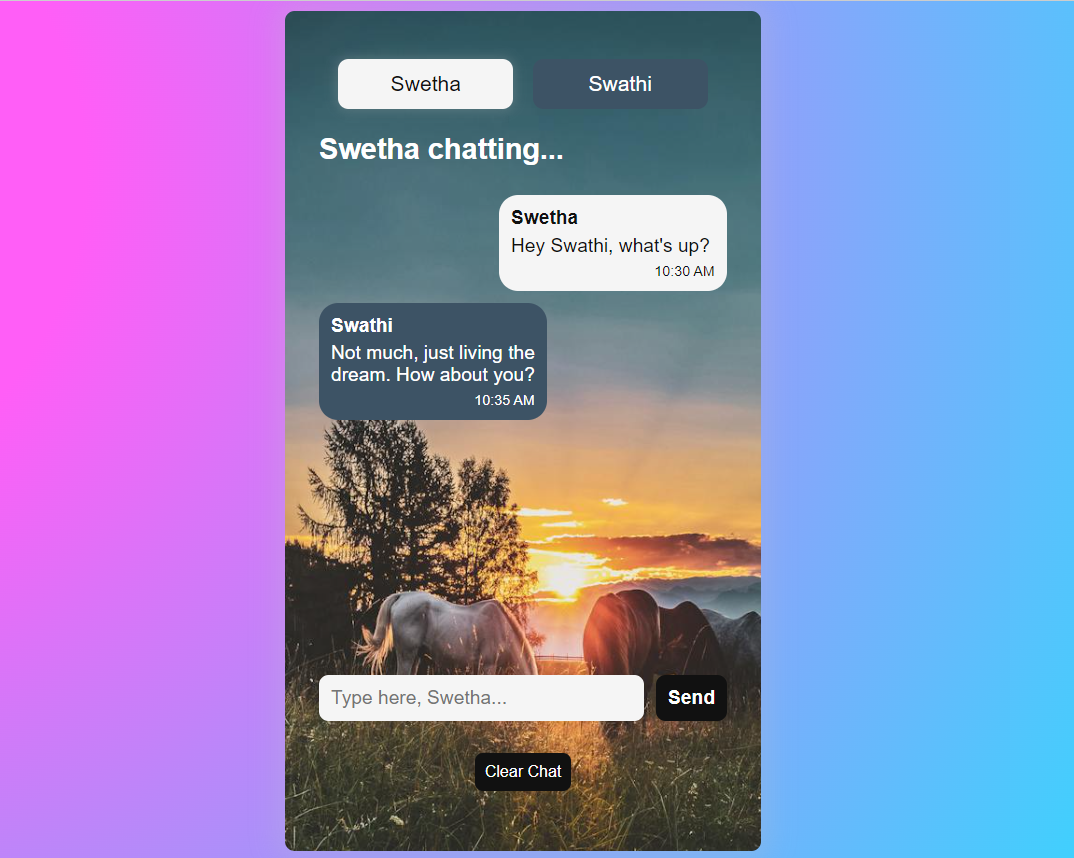 Swetha
Swathi
Swetha chatting...
Swetha
Hey Swathi, what's up?
10:30 AM
Swathi
Not much, just living the
dream. How about you?
10:35 AM
Type here, Swetha...
Send
Clear Chat